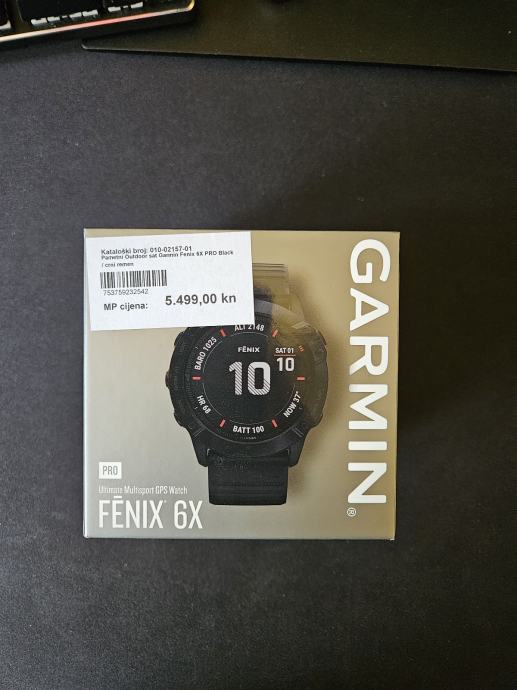 Kataloški broj: 010-02157-01
Pametni Outdoor sat Garmin Fenix 6X PRO Black
/ crni remen
753759232542
MP cijena: 5.499,00 kn
GARMIN®
ALT 2148
BARO 1025
FĒNIX
SAT 01
10
10
HR 68
NOW 37°
BATT 100
PRO
Ultimate Multisport GPS Watch
FĒNIX® 6X